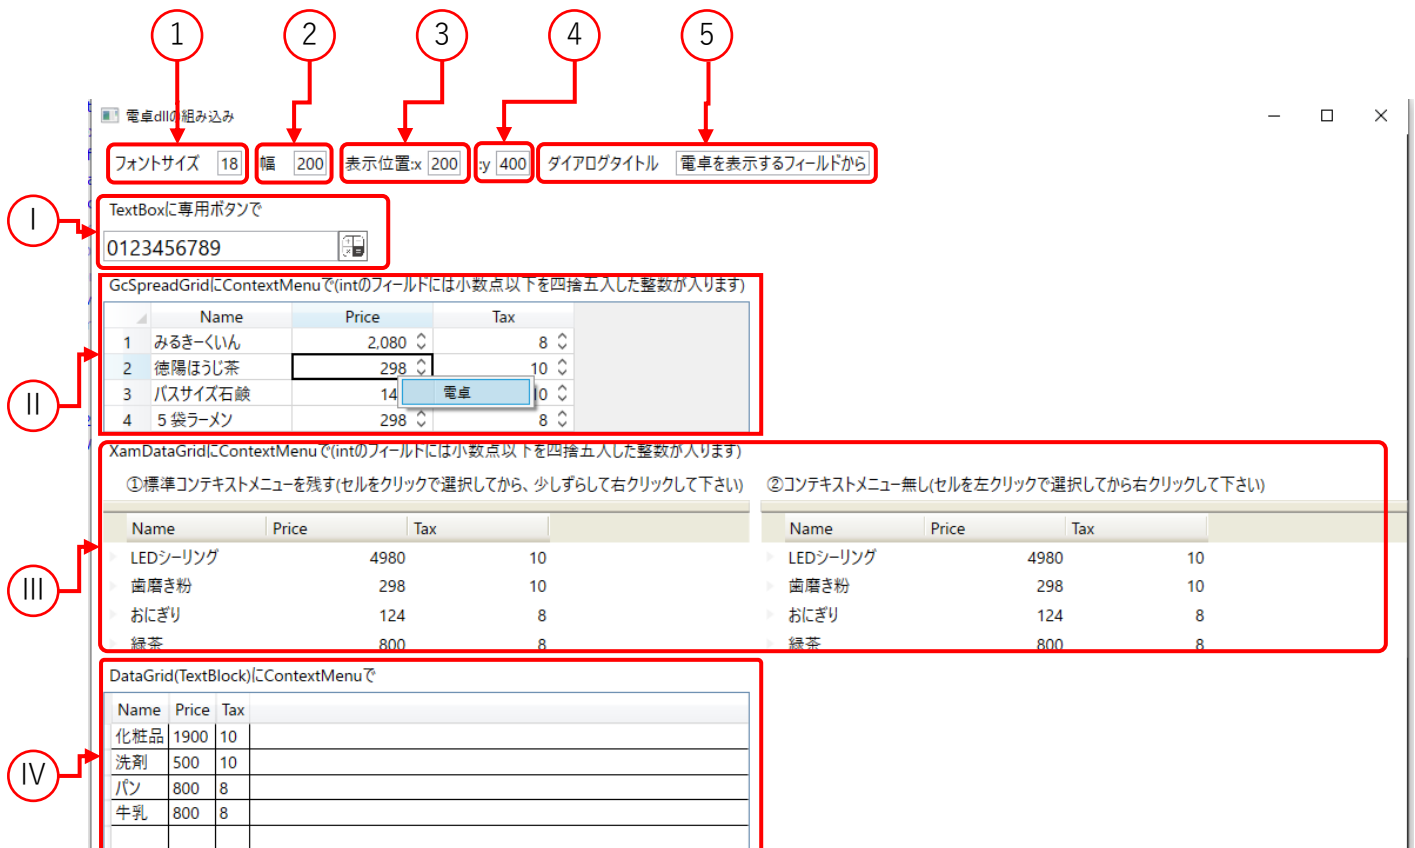 1 2 3 4 5
電卓dllの組み込み
フォントサイズ 18 幅 200 表示位置:x 200 :y 400 ダイアログタイトル 電卓を表示するフィールドから
I
TextBoxに専用ボタンで
0123456789
II
GcSpreadGridにContextMenuで(intのフィールドには小数点以下を四捨五入した整数が入ります)
Name Price Tax
1 みるきーくいん 2,080 8
2 徳陽ほうじ茶 298 10
3 バスサイズ石鹸 14 電卓 10
4 5袋ラーメン 298 8
III
XamDataGridにContextMenuで(intのフィールドには小数点以下を四捨五入した整数が入ります)
①標準コンテキストメニューを残す(セルをクリックで選択してから、少しずらして右クリックして下さい) ②コンテキストメニュー無し(セルを左クリックで選択してから右クリックして下さい)
Name Price Tax Name Price Tax
LEDシーリング 4980 10 LEDシーリング 4980 10
歯磨き粉 298 10 歯磨き粉 298 10
おにぎり 124 8 おにぎり 124 8
緑茶 800 8 緑茶 800 8
IV
DataGrid(TextBlock)にContextMenuで
Name Price Tax
化粧品 1900 10
洗剤 500 10
パン 800 8
牛乳 800 8